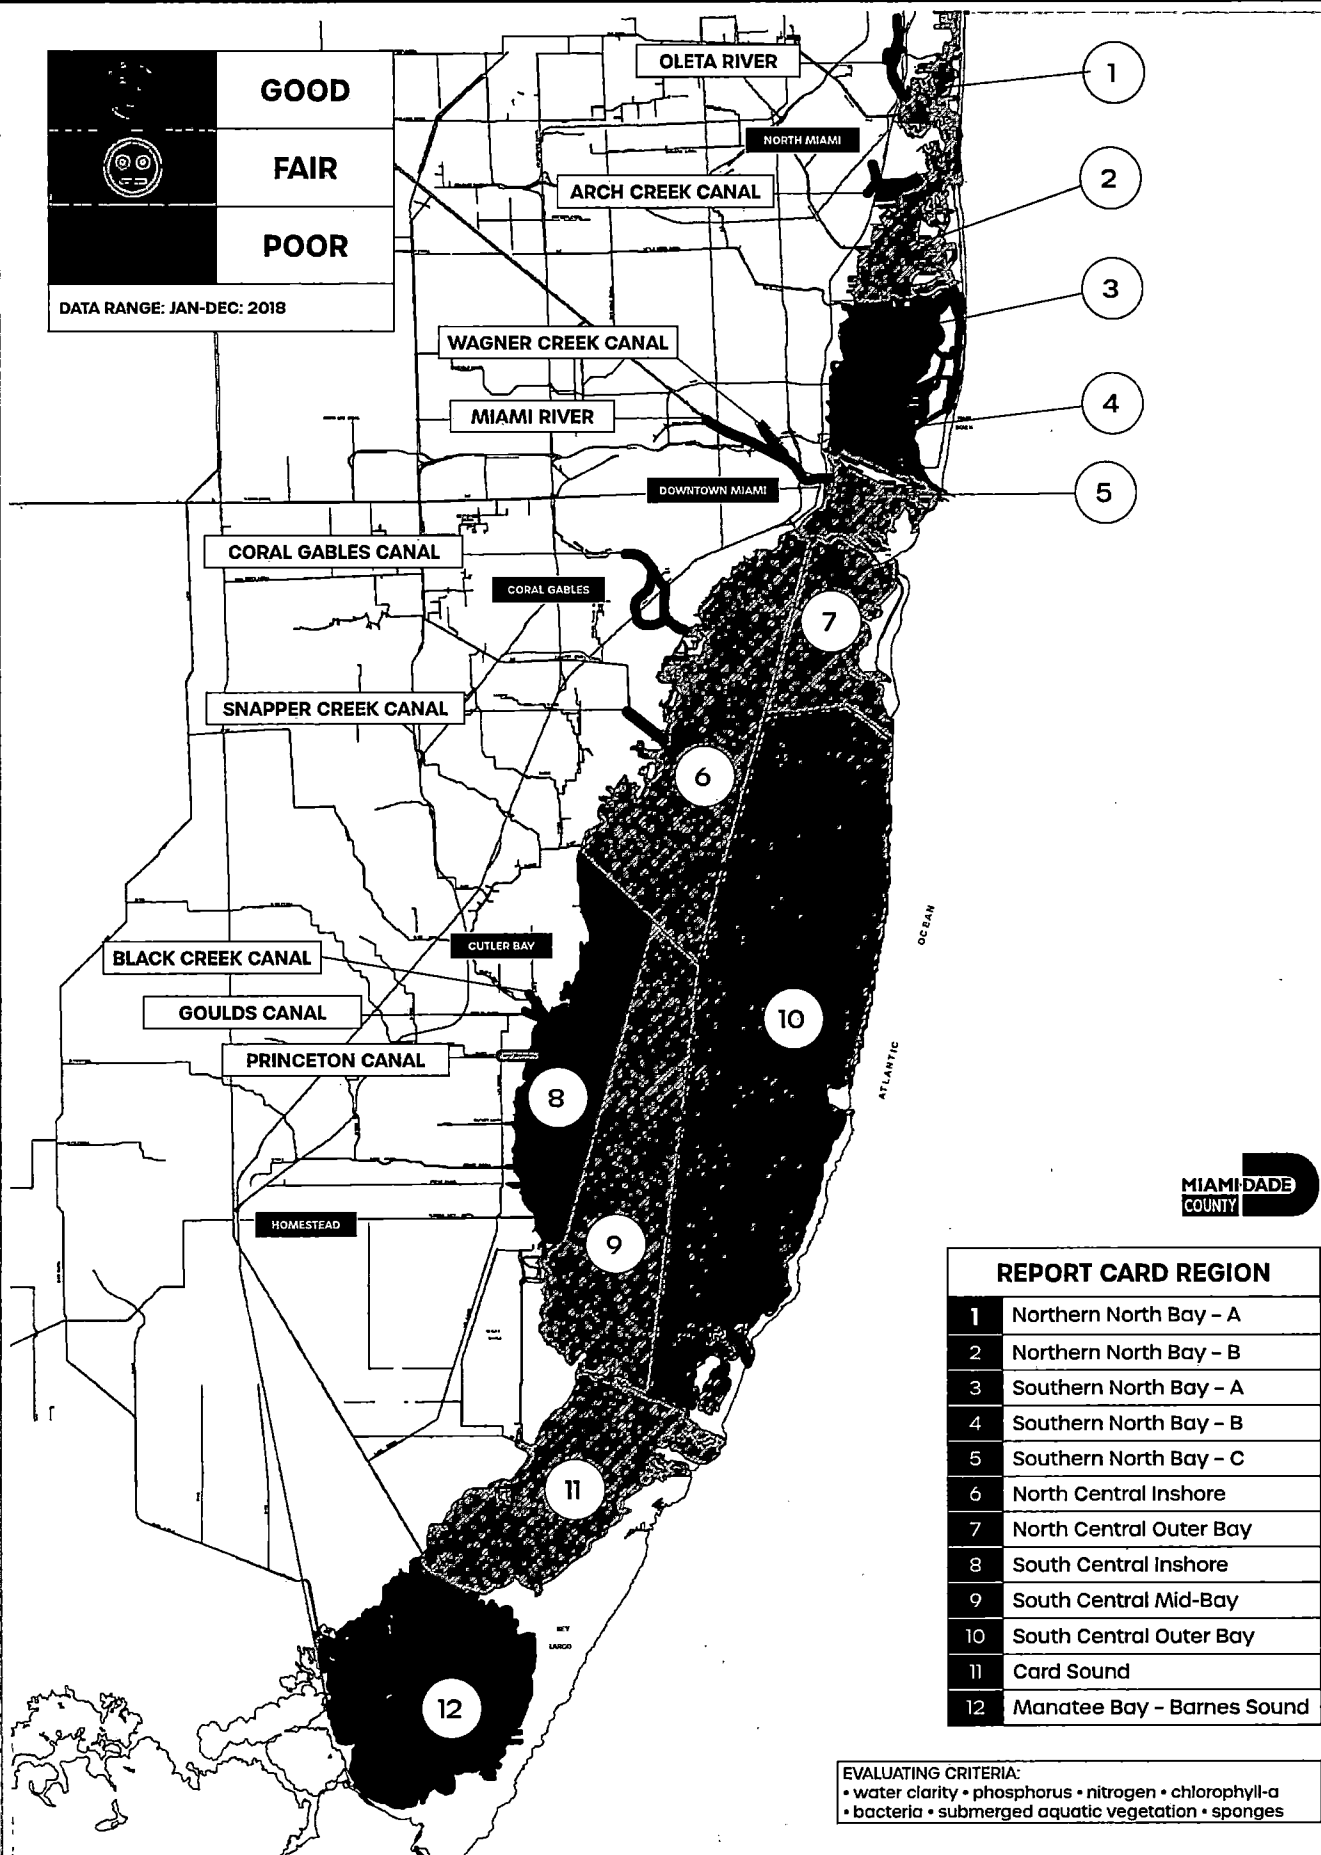 GOOD
FAIR
POOR
DATA RANGE: JAN-DEC: 2018
OLETA RIVER
1
NORTH MIAMI
ARCH CREEK CANAL
2
3
WAGNER CREEK CANAL
MIAMI RIVER
4
DOWNTOWN MIAMI
5
CORAL GABLES CANAL
CORAL GABLES
7
SNAPPER CREEK CANAL
6
OCEAN
CUTLER BAY
BLACK CREEK CANAL
GOULDS CANAL
10
PRINCETON CANAL
ATLANTIC
8
MIAMI-DADE
COUNTY
HOMESTEAD
9
REPORT CARD REGION
1 Northern North Bay - A
2 Northern North Bay - B
3 Southern North Bay - A
4 Southern North Bay - B
5 Southern North Bay - C
6 North Central Inshore
7 North Central Outer Bay
8 South Central Inshore
9 South Central Mid-Bay
10 South Central Outer Bay
11 Card Sound
12 Manatee Bay - Barnes Sound
11
KEY
LARGO
12
EVALUATING CRITERIA:
• water clarity • phosphorus • nitrogen • chlorophyll-a
• bacteria • submerged aquatic vegetation • sponges